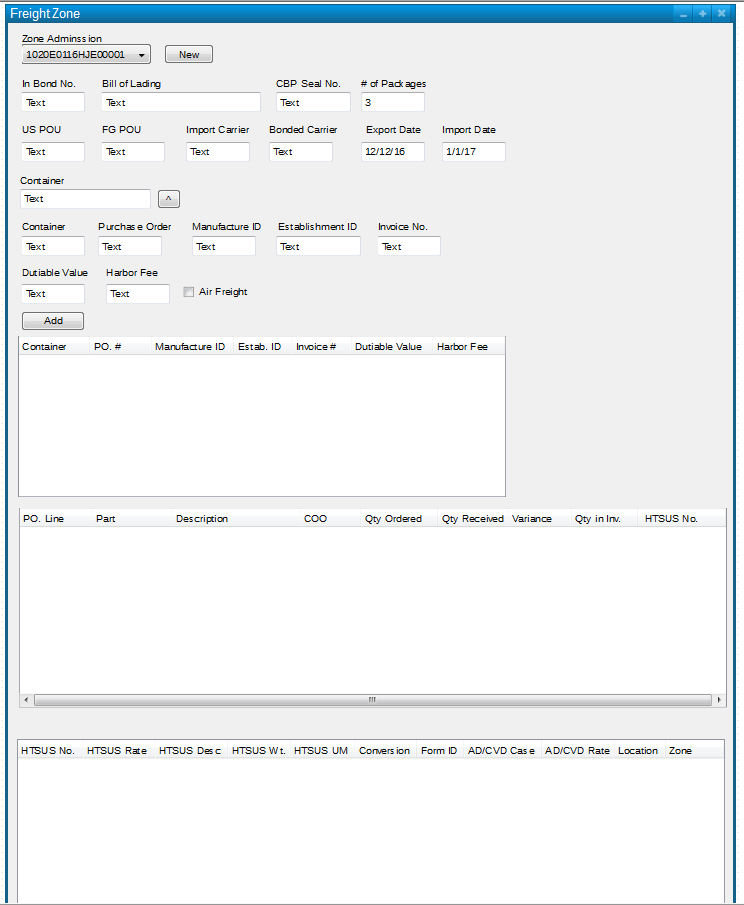 Freight Zone
Zone Adminssion
1020E0116HJE00001 New
In Bond No. Bill of Lading CBP Seal No. # of Packages
Text Text Text 3
US POU FG POU Import Carrier Bonded Carrier Export Date Import Date
Text Text Text Text 12/12/16 1/1/17
Container
Text ^
Container Purchase Order Manufacture ID Establishment ID Invoice No.
Text Text Text Text Text
Dutiable Value Harbor Fee
Text Text Air Freight
Add
Container PO. # Manufacture ID Estab. ID Invoice # Dutiable Value Harbor Fee
PO. Line Part Description COO Qty Ordered Qty Received Variance Qty in Inv. HTSUS No.
HTSUS No. HTSUS Rate HTSUS Desc HTSUS Wt. HTSUS UM Conversion Form ID AD/CVD Case AD/CVD Rate Location Zone